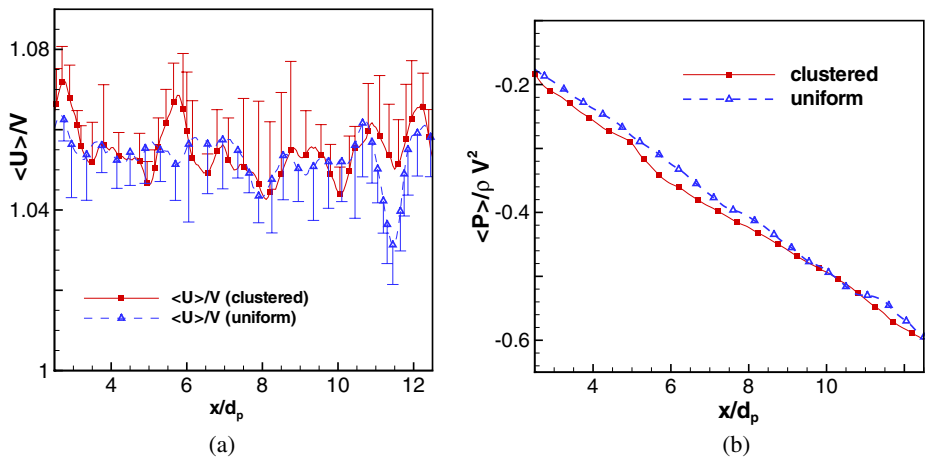 <U>/V
1.08
1.04
1
4
6
8
10
12
x/dp
<U>/V (clustered)
<U>/V (uniform)
(a)
<P>/ρ V²
-0.2
-0.4
-0.6
4
6
8
10
x/dp
clustered
uniform
(b)